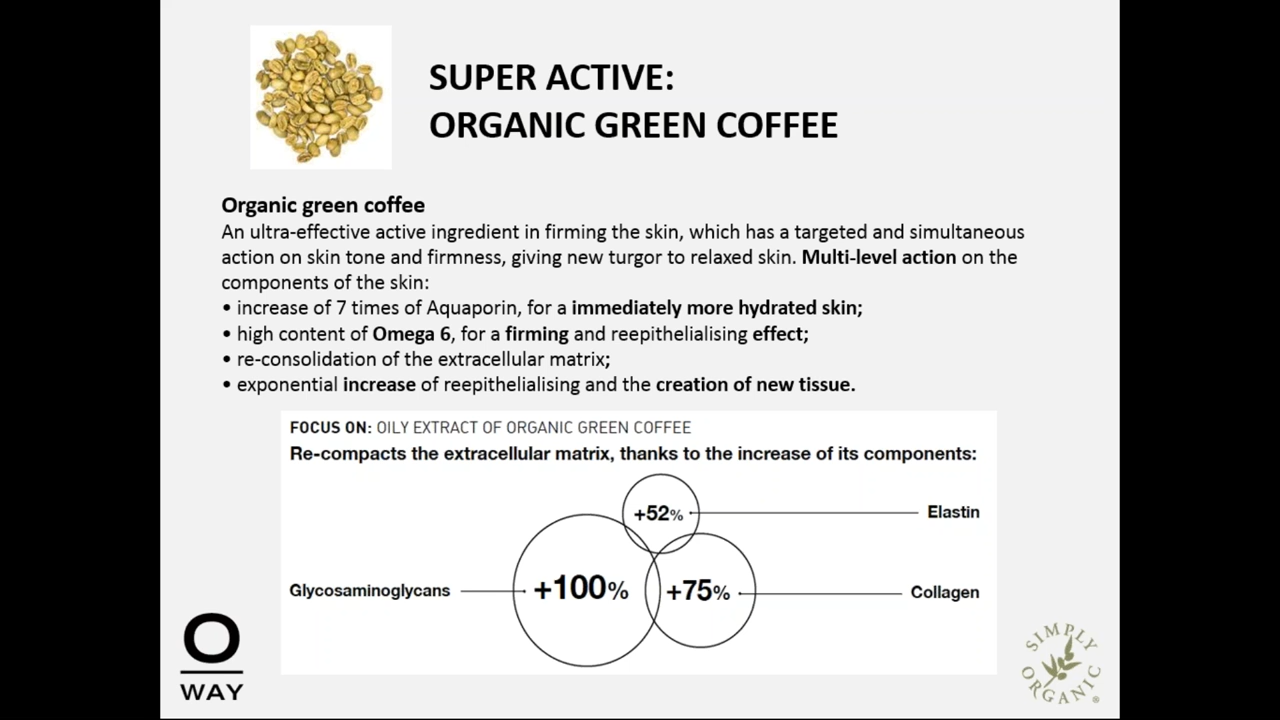 SUPER ACTIVE:
ORGANIC GREEN COFFEE
Organic green coffee
An ultra-effective active ingredient in firming the skin, which has a targeted and simultaneous
action on skin tone and firmness, giving new turgor to relaxed skin. Multi-level action on the
components of the skin:
• increase of 7 times of Aquaporin, for a immediately more hydrated skin;
• high content of Omega 6, for a firming and reepithelialising effect;
• re-consolidation of the extracellular matrix;
• exponential increase of reepithelialising and the creation of new tissue.
FOCUS ON: OILY EXTRACT OF ORGANIC GREEN COFFEE
Re-compacts the extracellular matrix, thanks to the increase of its components:
+52% Elastin
Glycosaminoglycans +100% +75% Collagen
O
WAY
SIMPLY
ORGANIC®